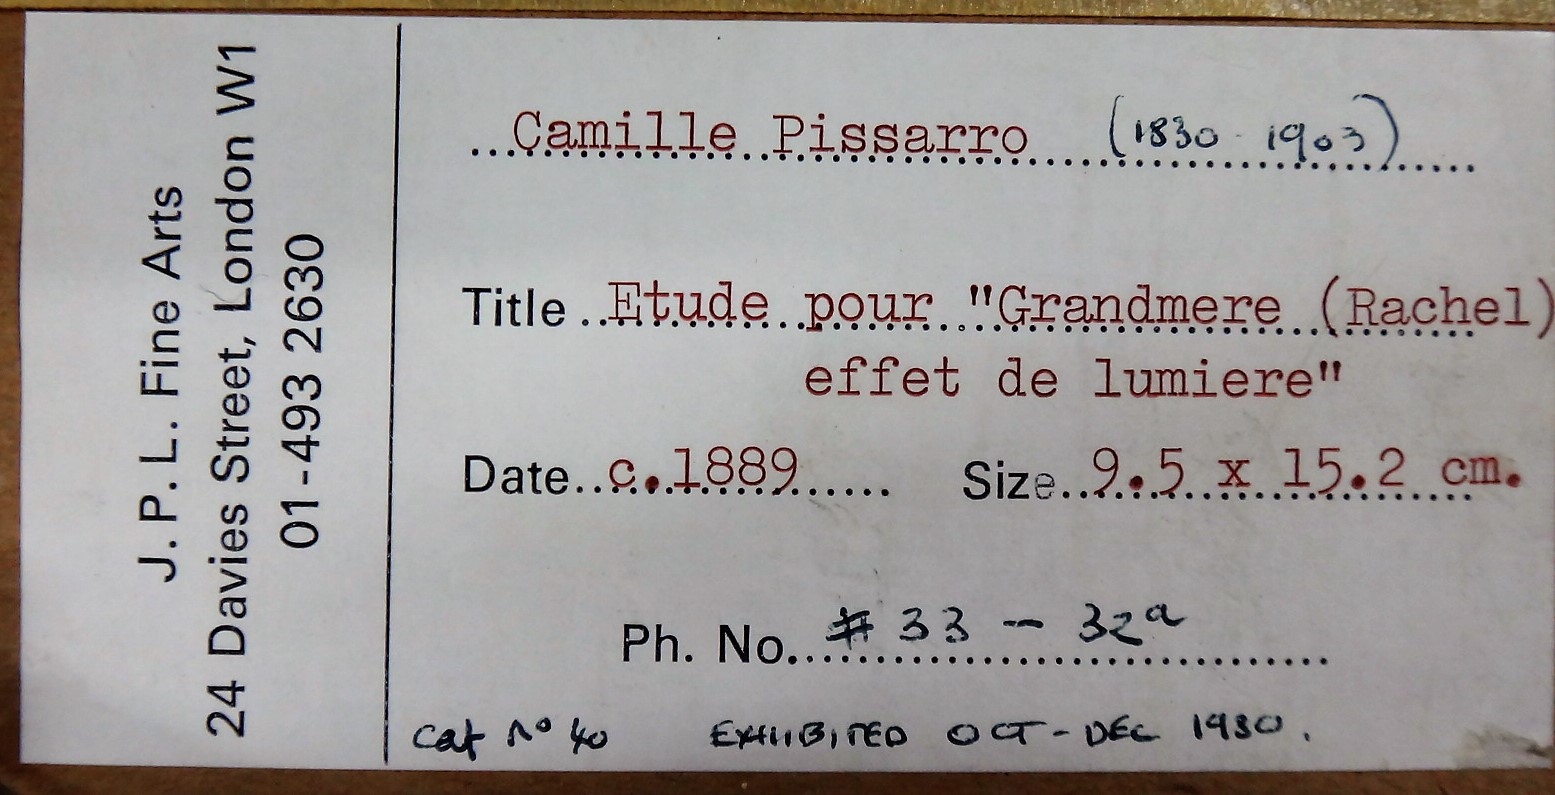 J.P.L. Fine Arts
24 Davies Street, London W1
01-493 2630
Camille Pissarro (1830 - 1903)
Title Etude pour "Grandmere (Rachel)
effet de lumiere"
Date c.1889 Size 9.5 x 15.2 cm.
Ph. No. # 33 - 32a
Cat No 40 EXHIBITED OCT - DEC 1980.